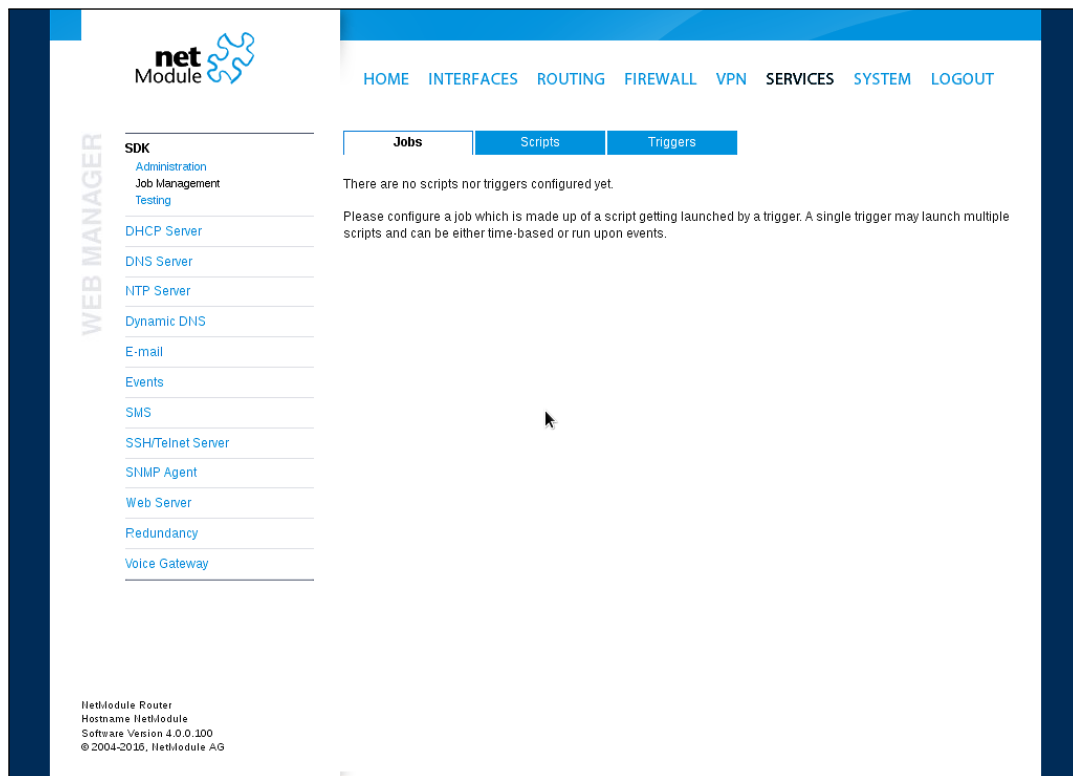 net
Module
HOME INTERFACES ROUTING FIREWALL VPN SERVICES SYSTEM LOGOUT
WEB MANAGER
SDK
Administration
Job Management
Testing
DHCP Server
DNS Server
NTP Server
Dynamic DNS
E-mail
Events
SMS
SSH/Telnet Server
SNMP Agent
Web Server
Redundancy
Voice Gateway
Jobs Scripts Triggers
There are no scripts nor triggers configured yet.
Please configure a job which is made up of a script getting launched by a trigger. A single trigger may launch multiple
scripts and can be either time-based or run upon events.
NetModule Router
Hostname NetModule
Software Version 4.0.0.100
© 2004-2016, NetModule AG